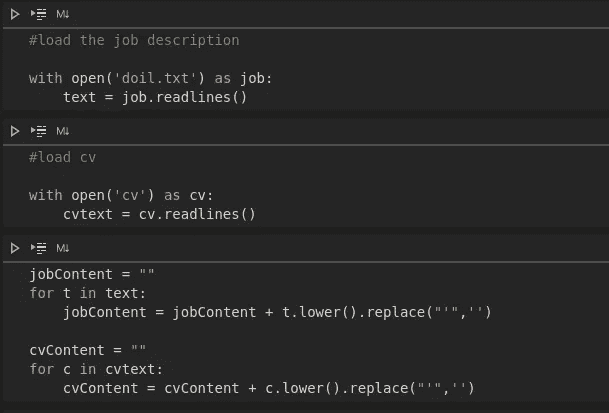 M↓
#load the job description
with open('doil.txt') as job:
    text = job.readlines()
M↓
#load cv
with open('cv') as cv:
    cvtext = cv.readlines()
M↓
jobContent = ""
for t in text:
    jobContent = jobContent + t.lower().replace("'",'')
cvContent = ""
for c in cvtext:
    cvContent = cvContent + c.lower().replace("'",'')